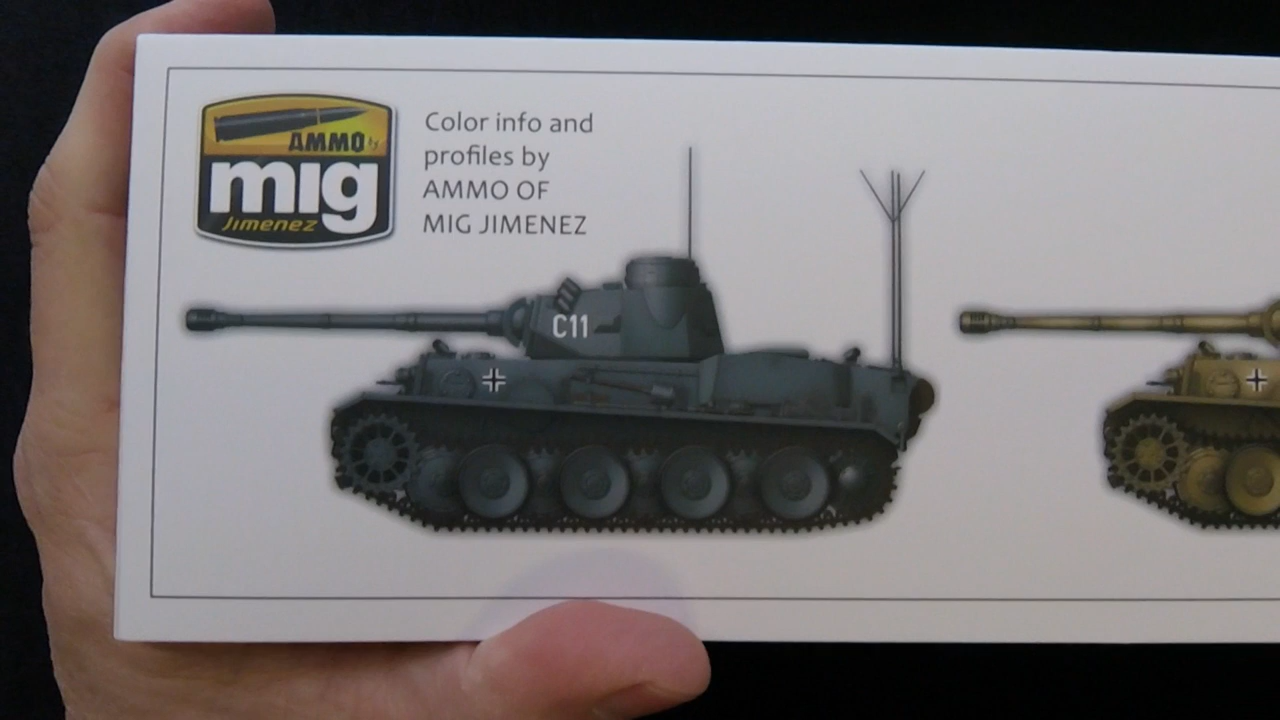 AMMO by
mig
Jimenez
Color info and
profiles by
AMMO OF
MIG JIMENEZ
C11